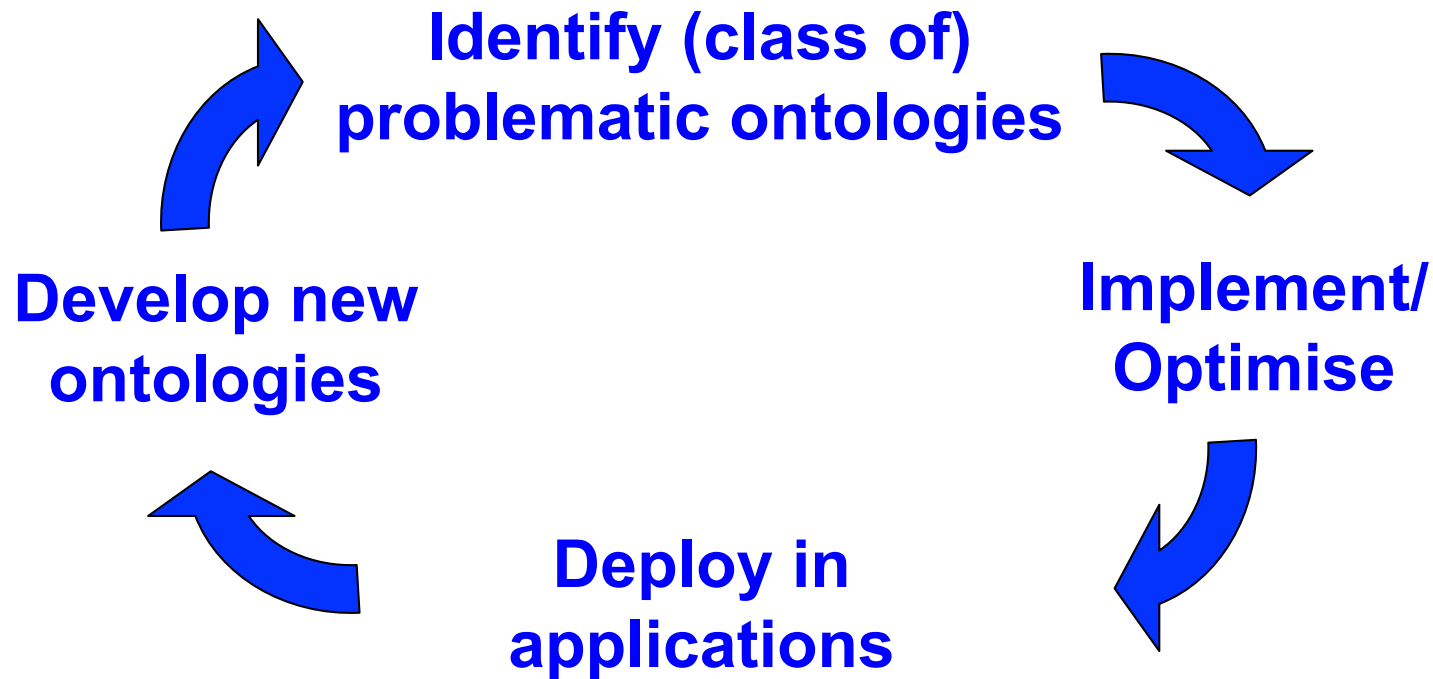 Identify (class of)
problematic ontologies
Implement/
Optimise
Deploy in
applications
Develop new
ontologies